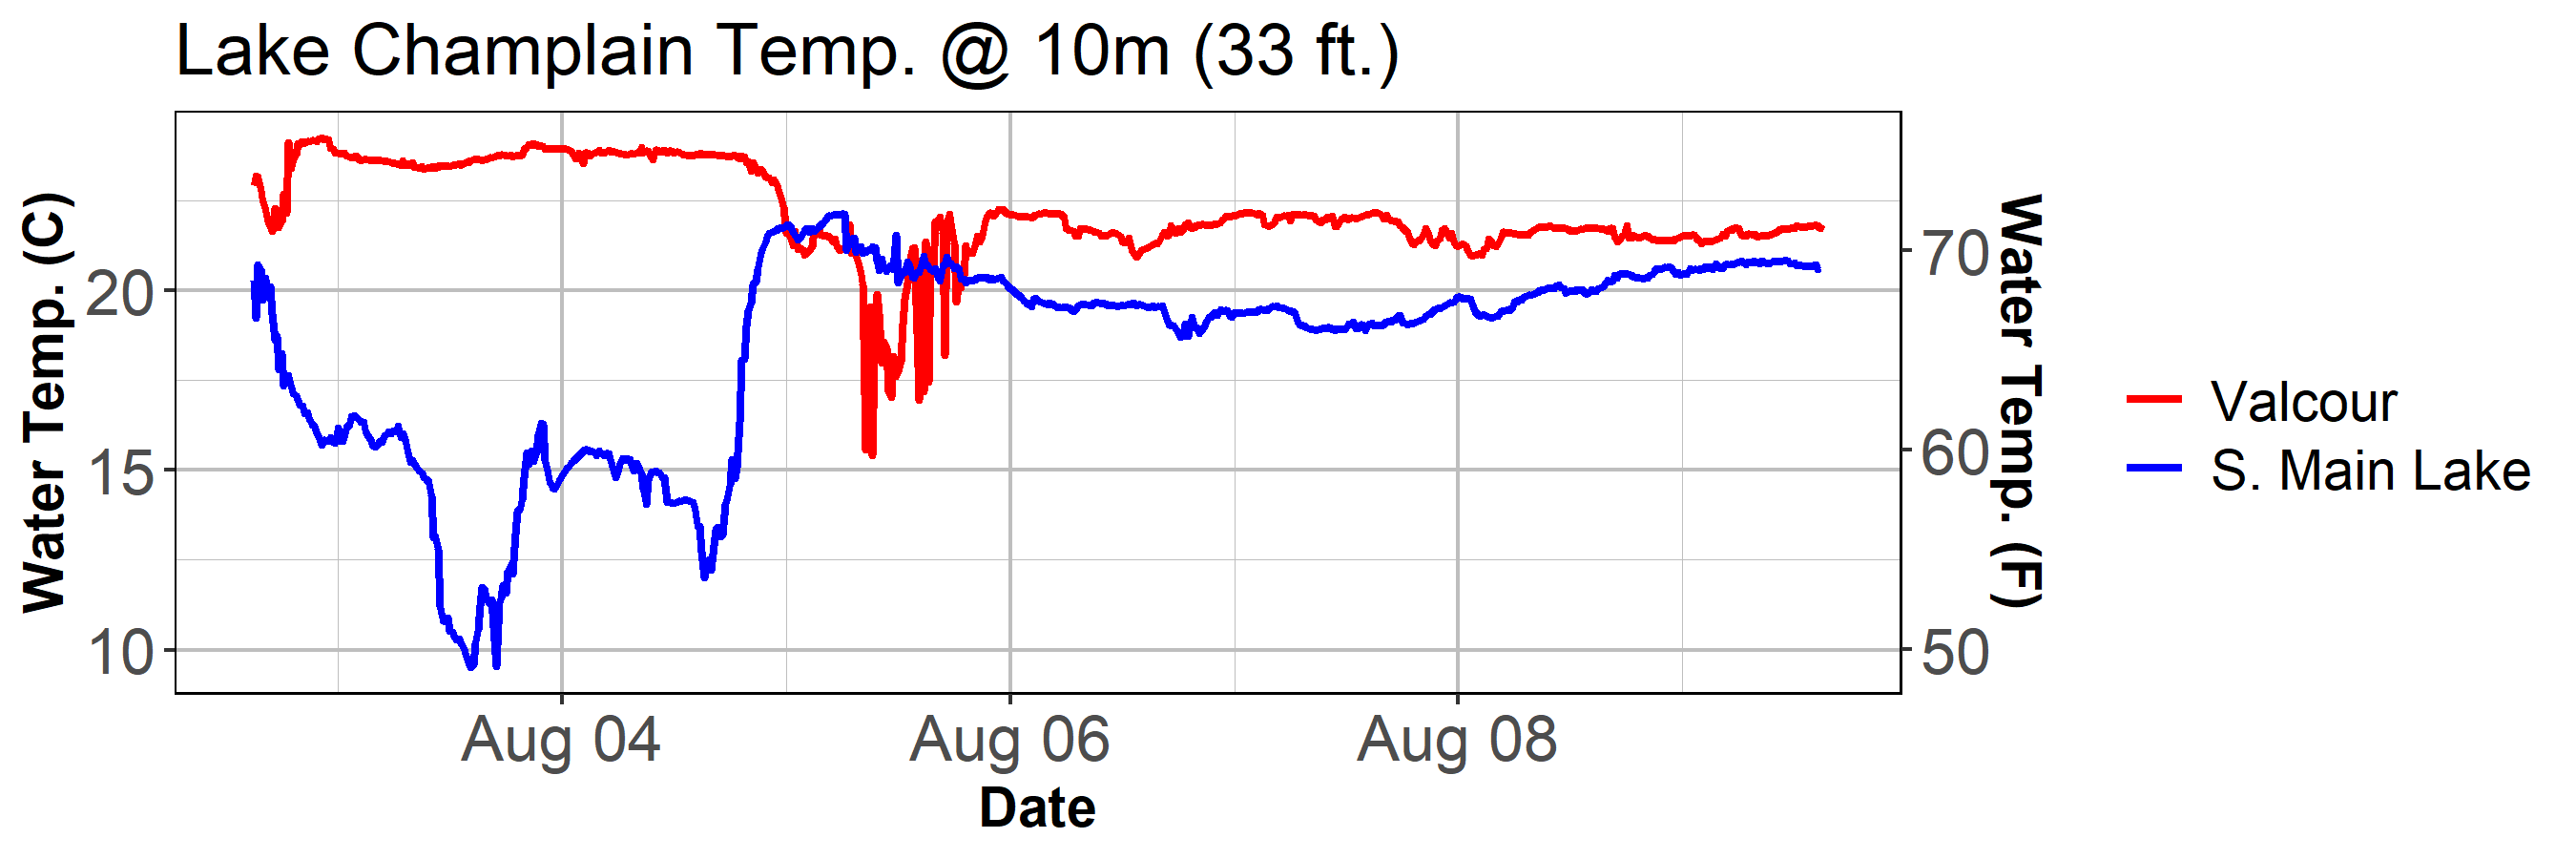 Lake Champlain Temp. @ 10m (33 ft.)
Water Temp. (C)
20
15
10
70
60
50
Water Temp. (F)
Aug 04
Aug 06
Aug 08
Date
Valcour
S. Main Lake